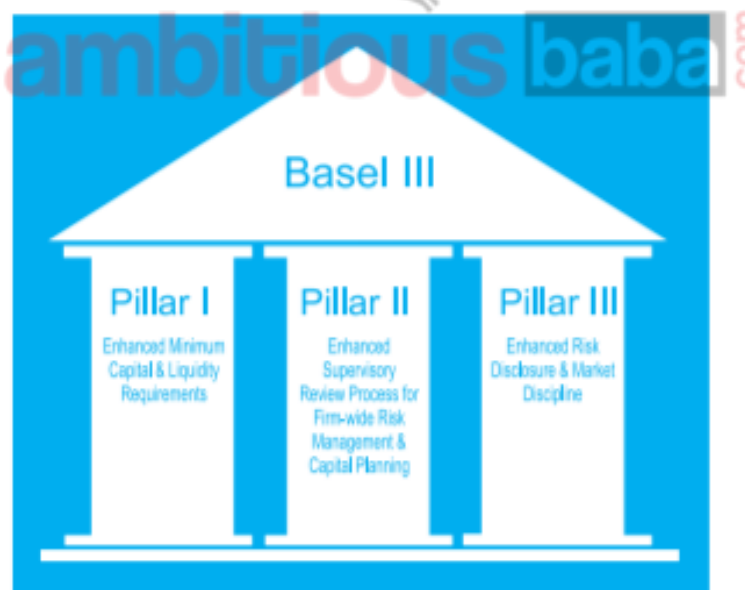 ambitious baba
com
Basel III
Pillar I
Enhanced Minimum
Capital & Liquidity
Requirements
Pillar II
Enhanced
Supervisory
Review Process for
Firm-wide Risk
Management &
Capital Planning
Pillar III
Enhanced Risk
Disclosure & Market
Discipline